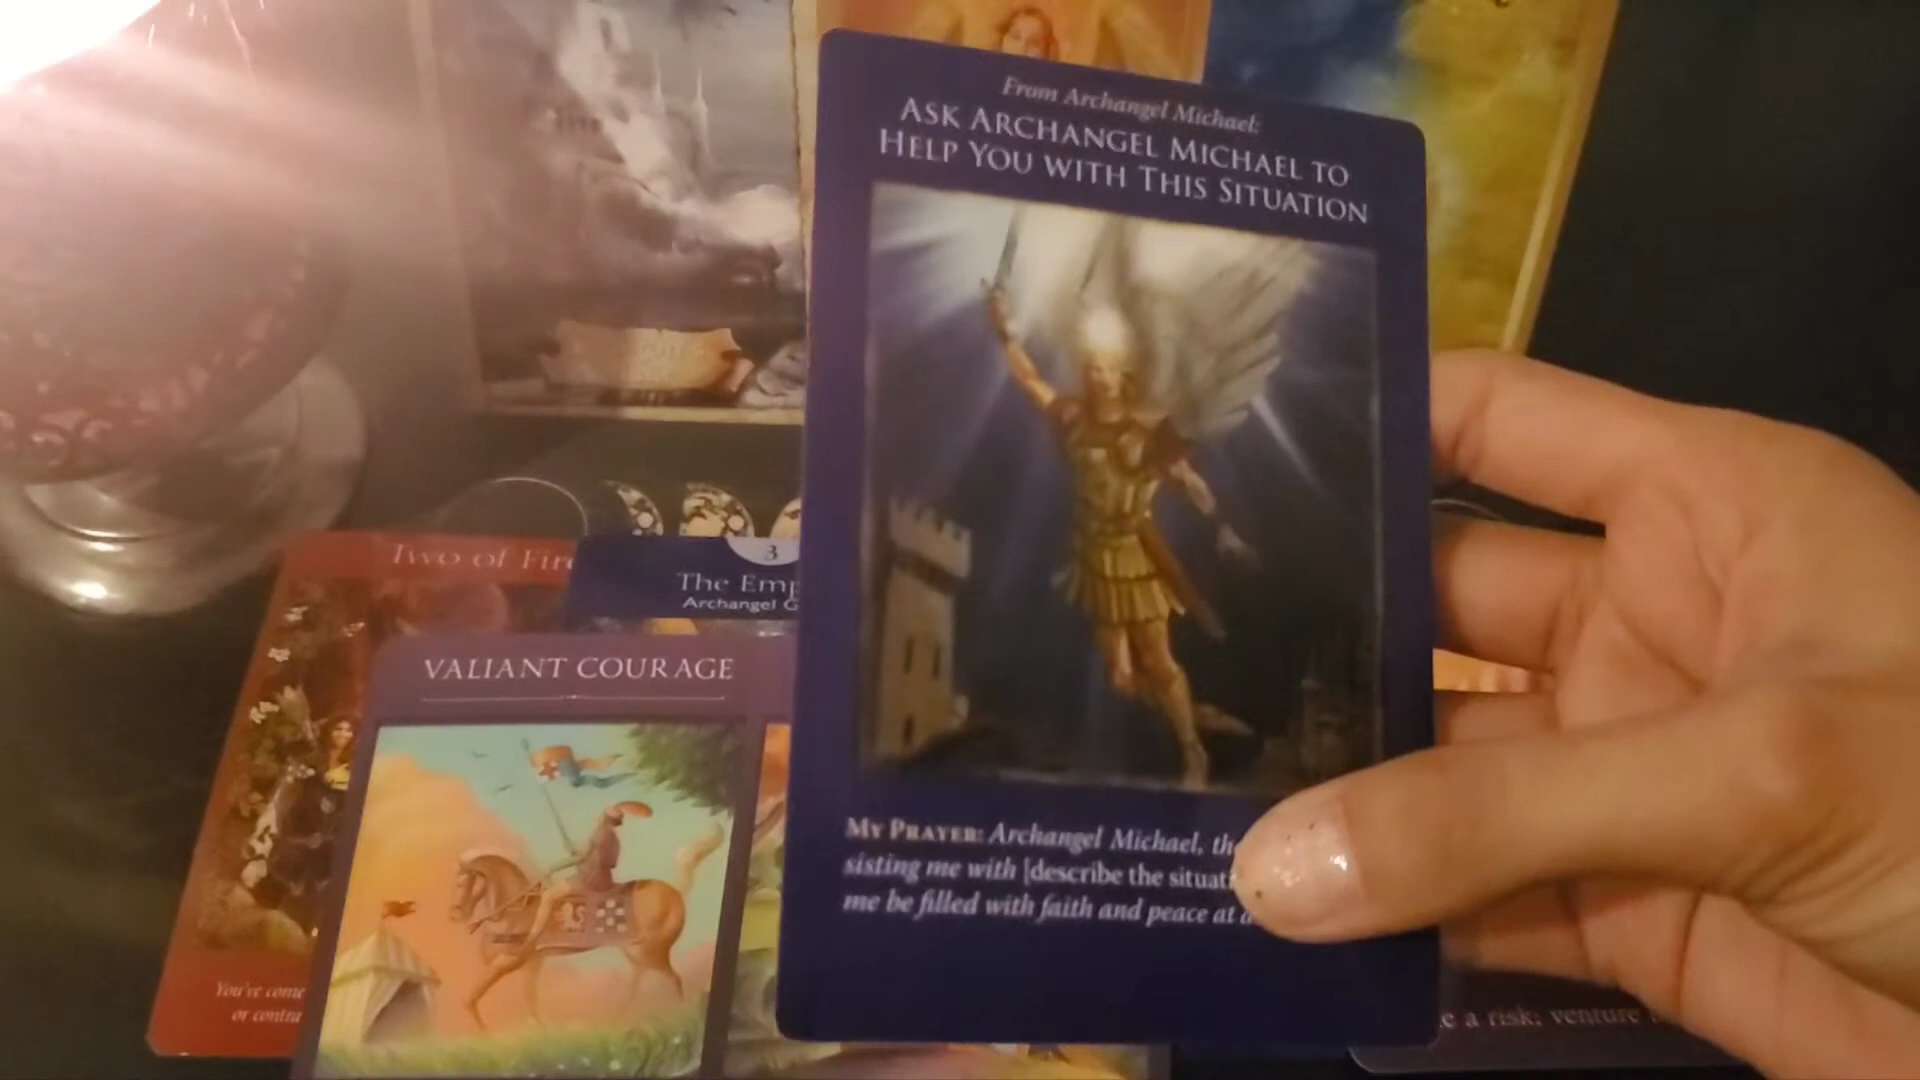 From Archangel Michael:
ASK ARCHANGEL MICHAEL TO
HELP YOU WITH THIS SITUATION
MY PRAYER: Archangel Michael, th
sisting me with [describe the situati
me be filled with faith and peace at a
Two of Fire
3
The Emp
Archangel G
VALIANT COURAGE
You've come
or contra
a risk; venture